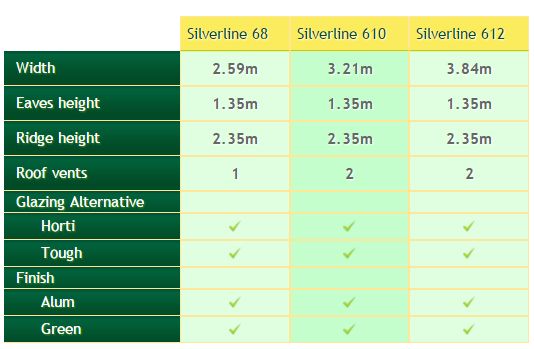 Silverline 68 Silverline 610 Silverline 612
Width 2.59m 3.21m 3.84m
Eaves height 1.35m 1.35m 1.35m
Ridge height 2.35m 2.35m 2.35m
Roof vents 1 2 2
Glazing Alternative
Horti ✓ ✓ ✓
Tough ✓ ✓ ✓
Finish
Alum ✓ ✓ ✓
Green ✓ ✓ ✓